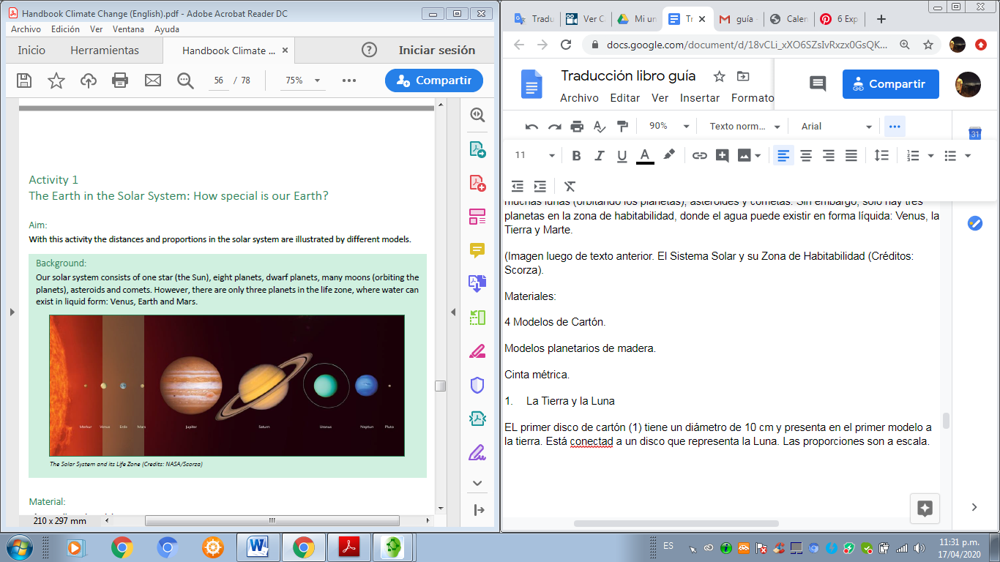 Handbook Climate Change (English).pdf - Adobe Acrobat Reader DC
Archivo Edición Ver Ventana Ayuda
Inicio Herramientas Handbook Climate ... × Iniciar sesión
56 / 78 75% Compartir
Activity 1
The Earth in the Solar System: How special is our Earth?
Aim:
With this activity the distances and proportions in the solar system are illustrated by different models.
Background:
Our solar system consists of one star (the Sun), eight planets, dwarf planets, many moons (orbiting the
planets), asteroids and comets. However, there are only three planets in the life zone, where water can
exist in liquid form: Venus, Earth and Mars.
Merkur Venus Erde Mars Jupiter Saturn Uranus Neptun Pluto
The Solar System and its Life Zone (Credits: NASA/Scorza)
Material:
210 x 297 mm
Tradu Ver C Mi un Tr × guía - Calen 6 Exp
docs.google.com/document/d/18vCLi_xXO6SZsIvRxzx0GsQK...
Traducción libro guía
Archivo Editar Ver Insertar Formato
Compartir
90% Texto norm... Arial
31
11 B I U A
muchas lunas (orbitando los planetas), asteroides y cometas. Sin embargo, solo hay tres
planetas en la zona de habitabilidad, donde el agua puede existir en forma líquida: Venus, la
Tierra y Marte.
(Imagen luego de texto anterior. El Sistema Solar y su Zona de Habitabilidad (Créditos:
Scorza).
Materiales:
4 Modelos de Cartón.
Modelos planetarios de madera.
Cinta métrica.
1. La Tierra y la Luna
EL primer disco de cartón (1) tiene un diámetro de 10 cm y presenta en el primer modelo a
la tierra. Está conectad a un disco que representa la Luna. Las proporciones son a escala.
ES
11:31 p.m.
17/04/2020